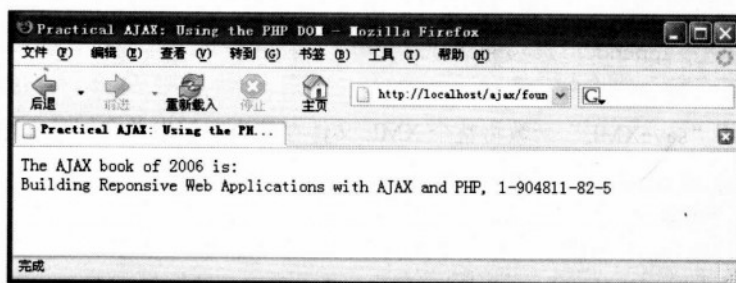 Practical AJAX: Using the PHP DOM - Mozilla Firefox
文件 (F) 编辑 (E) 查看 (V) 转到 (G) 书签 (B) 工具 (T) 帮助 (H)
后退 前进 重新载入 停止 主页 http://localhost/ajax/foun G
Practical AJAX: Using the PH...
The AJAX book of 2006 is:
Building Reponsive Web Applications with AJAX and PHP, 1-904811-82-5
完成